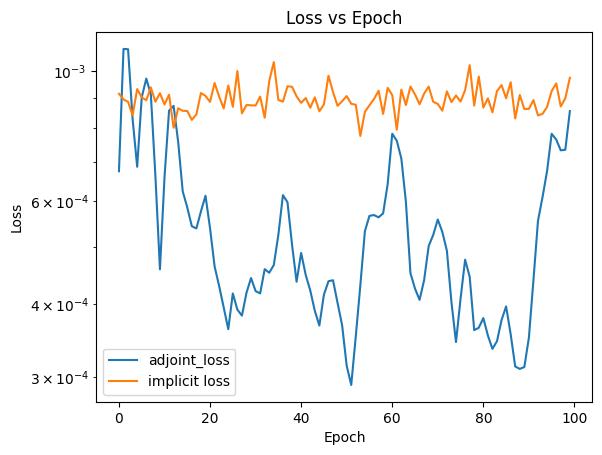 Loss vs Epoch
Loss
10⁻³
6 × 10⁻⁴
4 × 10⁻⁴
3 × 10⁻⁴
adjoint_loss
implicit loss
0 20 40 60 80 100
Epoch